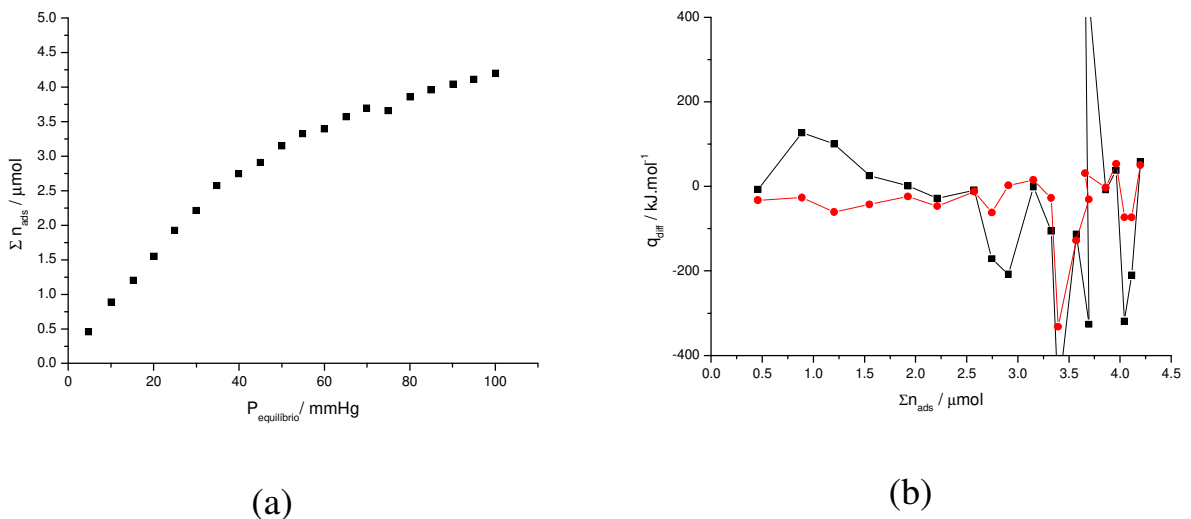 5.0
4.5
4.0
3.5
3.0
2.5
2.0
1.5
1.0
0.5
0.0
Σ n_ads / μmol
0 20 40 60 80 100
P_equilíbrio / mmHg
(a)
400
200
0
-200
-400
q_diff / kJ.mol⁻¹
0.0 0.5 1.0 1.5 2.0 2.5 3.0 3.5 4.0 4.5
Σn_ads / μmol
(b)